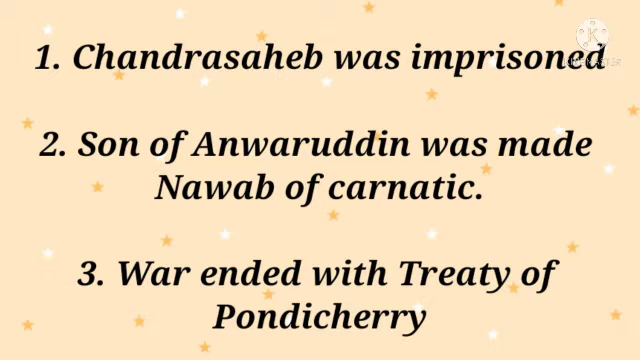 1. Chandrasaheb was imprisoned
2. Son of Anwaruddin was made
Nawab of carnatic.
3. War ended with Treaty of
Pondicherry
K
KINEMASTER